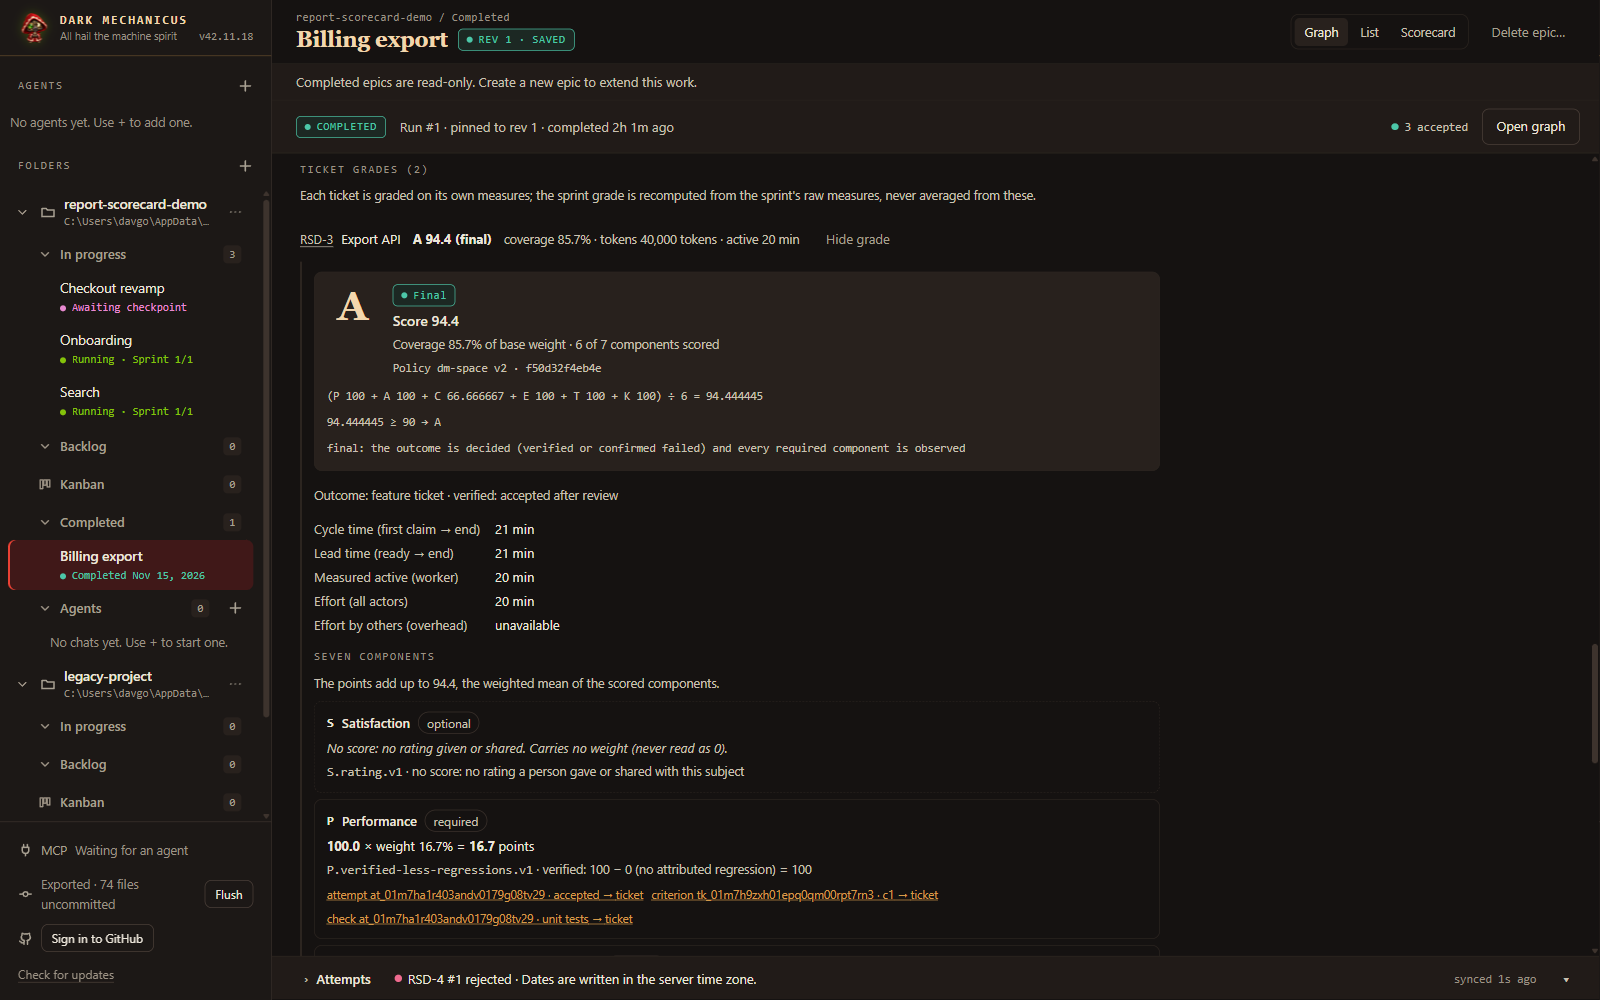 DARK MECHANICUS
All hail the machine spirit v42.11.18
AGENTS
No agents yet. Use + to add one.
FOLDERS
report-scorecard-demo
C:\Users\davgo\AppData\…
In progress 3
Checkout revamp
Awaiting checkpoint
Onboarding
Running · Sprint 1/1
Search
Running · Sprint 1/1
Backlog 0
Kanban 0
Completed 1
Billing export
Completed Nov 15, 2026
Agents 0
No chats yet. Use + to start one.
legacy-project
C:\Users\davgo\AppData\…
In progress 0
Backlog 0
Kanban 0
MCP Waiting for an agent
Exported · 74 files
uncommitted
Flush
Sign in to GitHub
Check for updates
report-scorecard-demo / Completed
Billing export
REV 1 · SAVED
Graph List Scorecard Delete epic…
Completed epics are read-only. Create a new epic to extend this work.
COMPLETED Run #1 · pinned to rev 1 · completed 2h 1m ago
3 accepted Open graph
TICKET GRADES (2)
Each ticket is graded on its own measures; the sprint grade is recomputed from the sprint's raw measures, never averaged from these.
RSD-3 Export API A 94.4 (final) coverage 85.7% · tokens 40,000 tokens · active 20 min Hide grade
A
Final
Score 94.4
Coverage 85.7% of base weight · 6 of 7 components scored
Policy dm-space v2 · f50d32f4eb4e
(P 100 + A 100 + C 66.666667 + E 100 + T 100 + K 100) ÷ 6 = 94.444445
94.444445 ≥ 90 → A
final: the outcome is decided (verified or confirmed failed) and every required component is observed
Outcome: feature ticket · verified: accepted after review
Cycle time (first claim → end) 21 min
Lead time (ready → end) 21 min
Measured active (worker) 20 min
Effort (all actors) 20 min
Effort by others (overhead) unavailable
SEVEN COMPONENTS
The points add up to 94.4, the weighted mean of the scored components.
S Satisfaction optional
No score: no rating given or shared. Carries no weight (never read as 0).
S.rating.v1 · no score: no rating a person gave or shared with this subject
P Performance required
100.0 × weight 16.7% = 16.7 points
P.verified-less-regressions.v1 · verified: 100 − 0 (no attributed regression) = 100
attempt at_01m7ha1r403andv0179g08tv29 · accepted → ticket criterion tk_01m7h9zxh01epq0qm00rpt7rn3 · c1 → ticket
check at_01m7ha1r403andv0179g08tv29 · unit tests → ticket
Attempts RSD-4 #1 rejected · Dates are written in the server time zone.
synced 1s ago